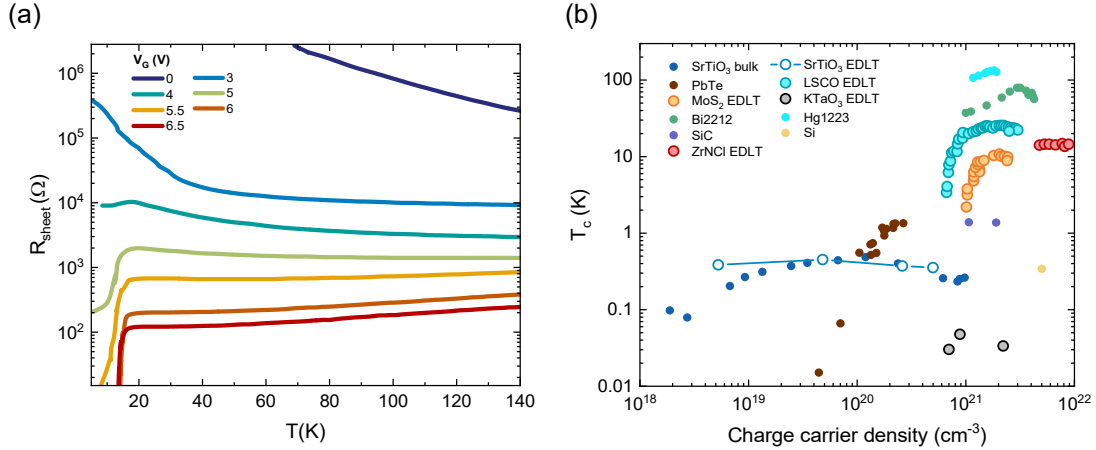 (a)
V_G (V)
0
3
4
5
5.5
6
6.5
10^6
10^5
10^4
10^3
10^2
R_sheet (Ω)
20
40
60
80
100
120
140
T(K)
(b)
SrTiO₃ bulk
SrTiO₃ EDLT
PbTe
LSCO EDLT
MoS₂ EDLT
KTaO₃ EDLT
Bi2212
Hg1223
SiC
Si
ZrNCl EDLT
100
10
1
0.1
0.01
T_c (K)
10^18
10^19
10^20
10^21
10^22
Charge carrier density (cm⁻³)